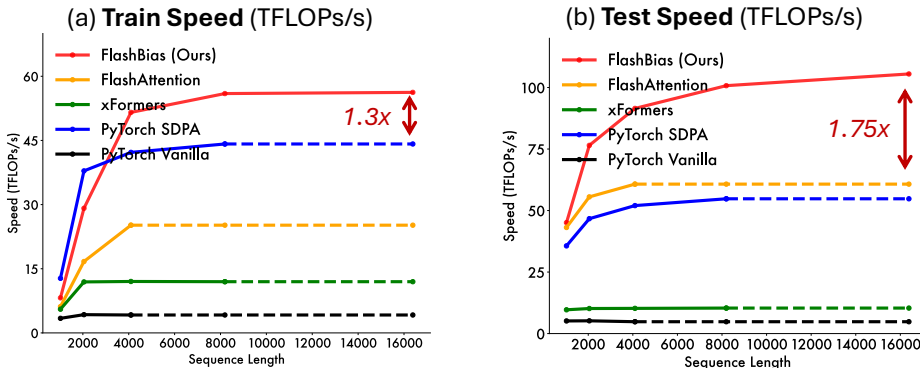 (a) Train Speed (TFLOPs/s)
Speed (TFLOPs/s)
60
45
30
15
0
FlashBias (Ours)
FlashAttention
xFormers
PyTorch SDPA
PyTorch Vanilla
1.3x
2000 4000 6000 8000 10000 12000 14000 16000
Sequence Length
(b) Test Speed (TFLOPs/s)
Speed (TFLOPs/s)
100
75
50
25
0
FlashBias (Ours)
FlashAttention
xFormers
PyTorch SDPA
PyTorch Vanilla
1.75x
2000 4000 6000 8000 10000 12000 14000 16000
Sequence Length